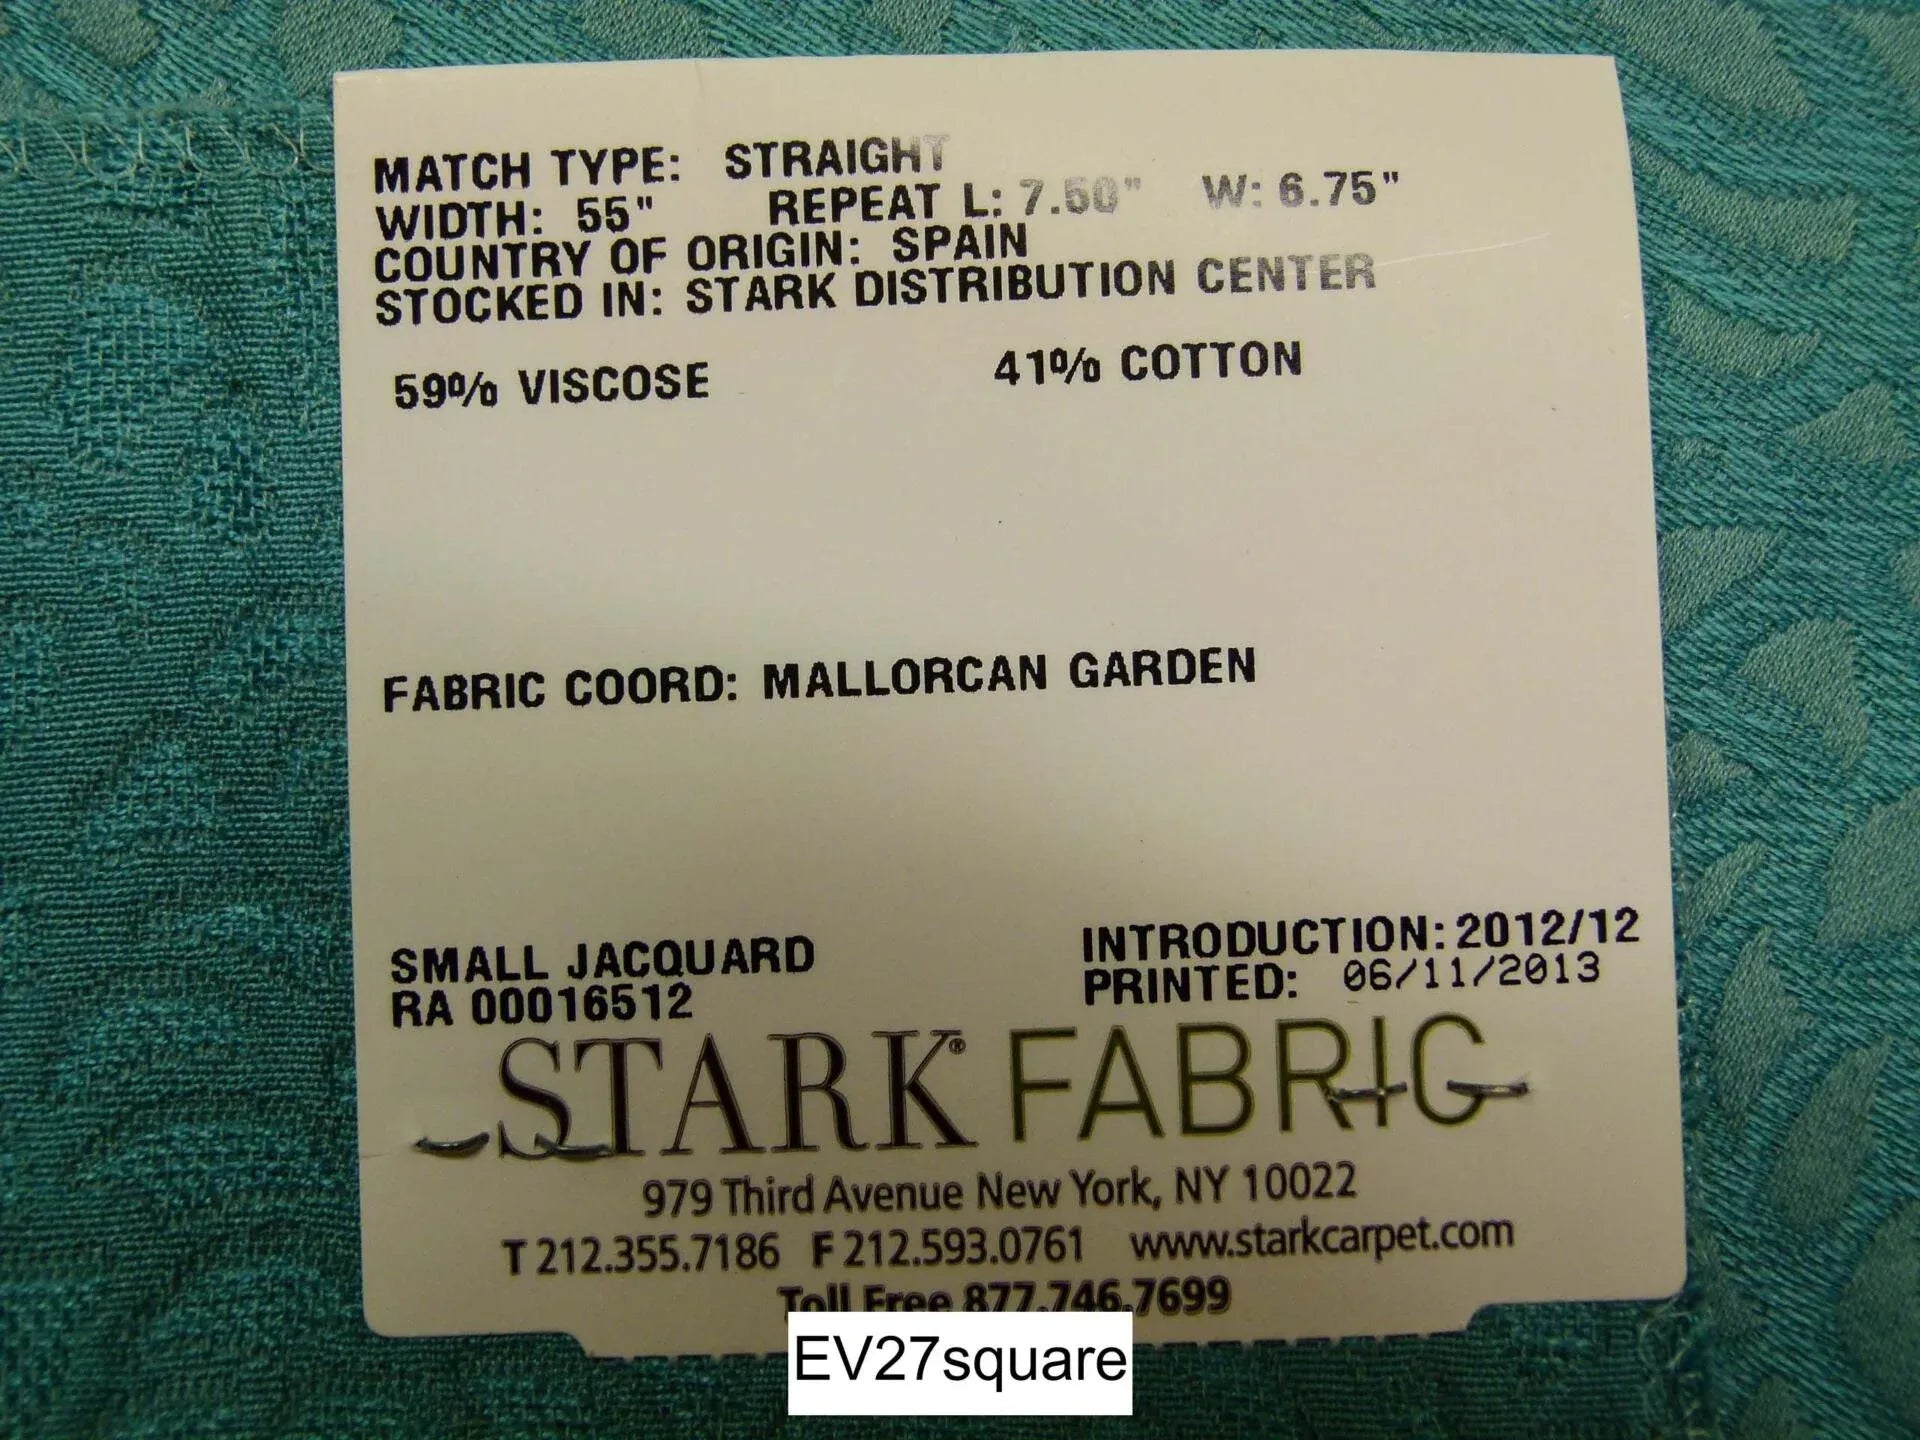 MATCH TYPE: STRAIGHT
WIDTH: 55" REPEAT L: 7.50" W: 6.75"
COUNTRY OF ORIGIN: SPAIN
STOCKED IN: STARK DISTRIBUTION CENTER
59% VISCOSE 41% COTTON
FABRIC COORD: MALLORCAN GARDEN
SMALL JACQUARD INTRODUCTION: 2012/12
RA 00016512 PRINTED: 06/11/2013
STARK® FABRIC
979 Third Avenue New York, NY 10022
T 212.355.7186 F 212.593.0761 www.starkcarpet.com
Toll Free 877.746.7699
EV27square